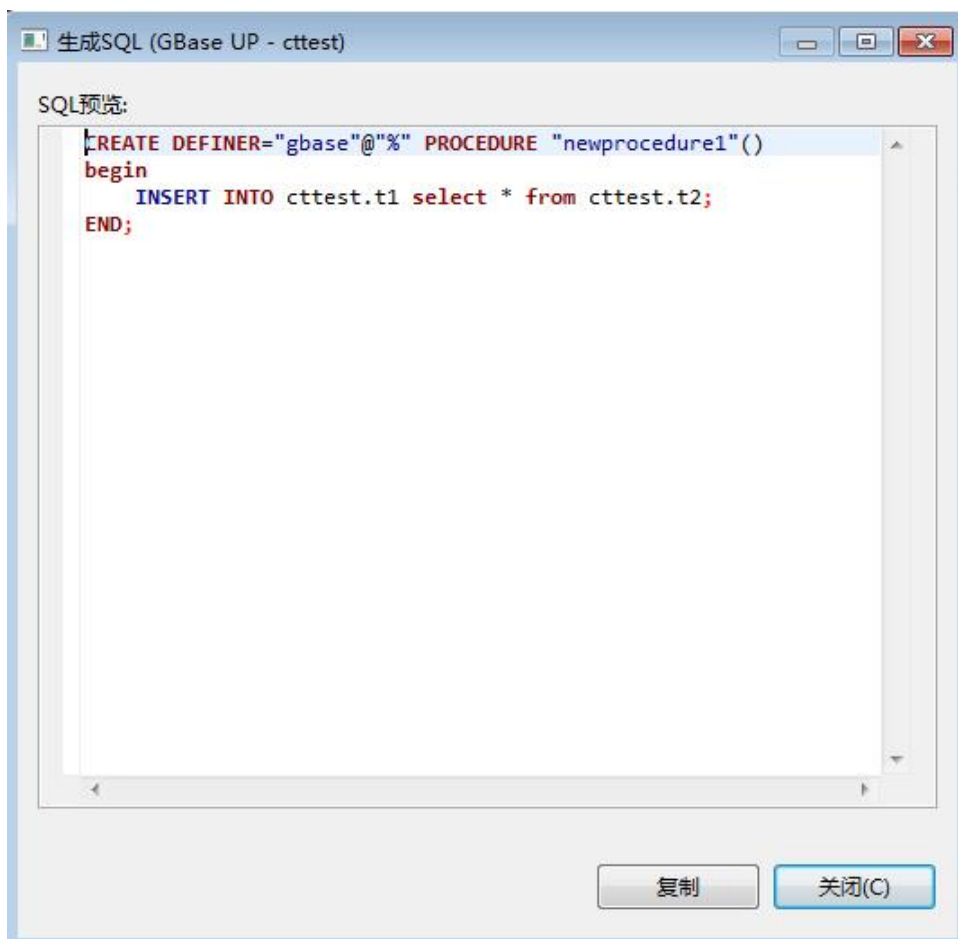 生成SQL (GBase UP - cttest)
SQL预览:
CREATE DEFINER="gbase"@"%" PROCEDURE "newprocedure1"()
begin
    INSERT INTO cttest.t1 select * from cttest.t2;
END;
复制
关闭(C)